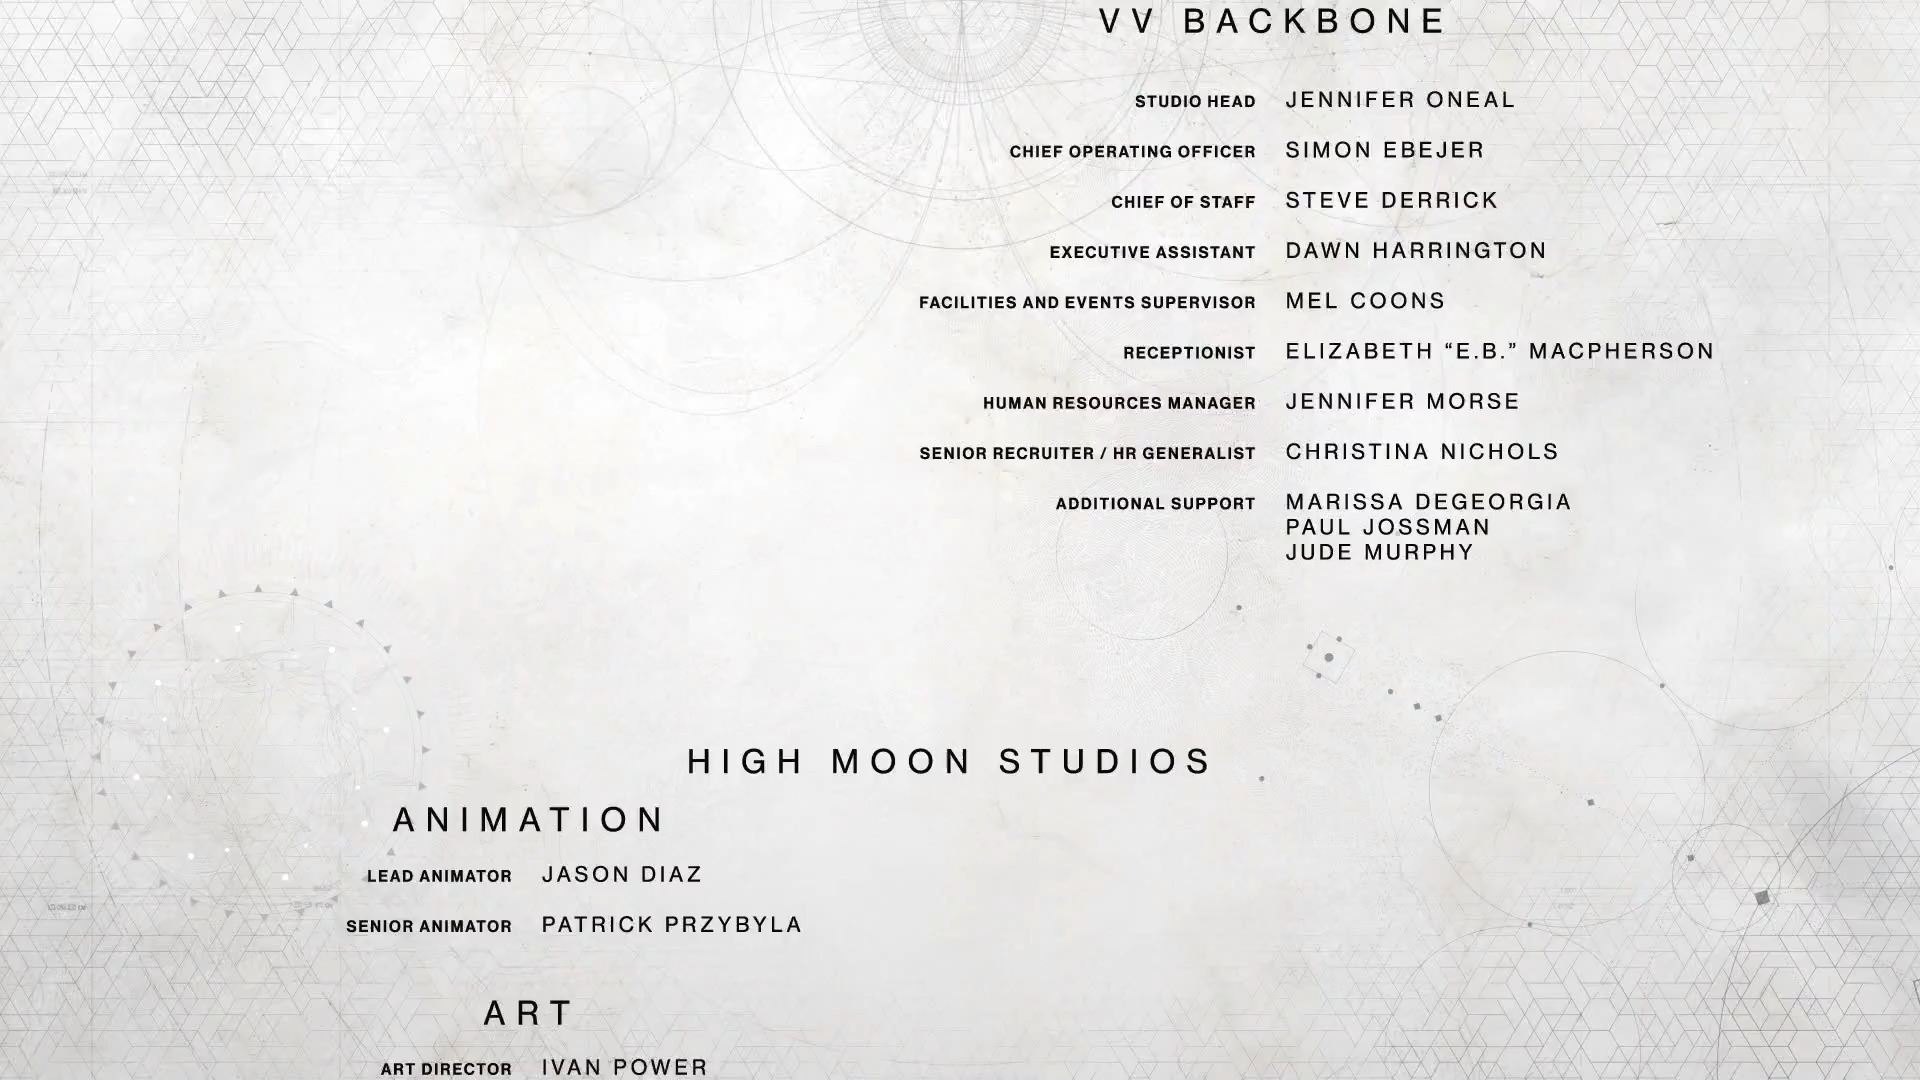 VV BACKBONE
STUDIO HEAD JENNIFER ONEAL
CHIEF OPERATING OFFICER SIMON EBEJER
CHIEF OF STAFF STEVE DERRICK
EXECUTIVE ASSISTANT DAWN HARRINGTON
FACILITIES AND EVENTS SUPERVISOR MEL COONS
RECEPTIONIST ELIZABETH “E.B.” MACPHERSON
HUMAN RESOURCES MANAGER JENNIFER MORSE
SENIOR RECRUITER / HR GENERALIST CHRISTINA NICHOLS
ADDITIONAL SUPPORT MARISSA DEGEORGIA
PAUL JOSSMAN
JUDE MURPHY
HIGH MOON STUDIOS
ANIMATION
LEAD ANIMATOR JASON DIAZ
SENIOR ANIMATOR PATRICK PRZYBYLA
ART
ART DIRECTOR IVAN POWER